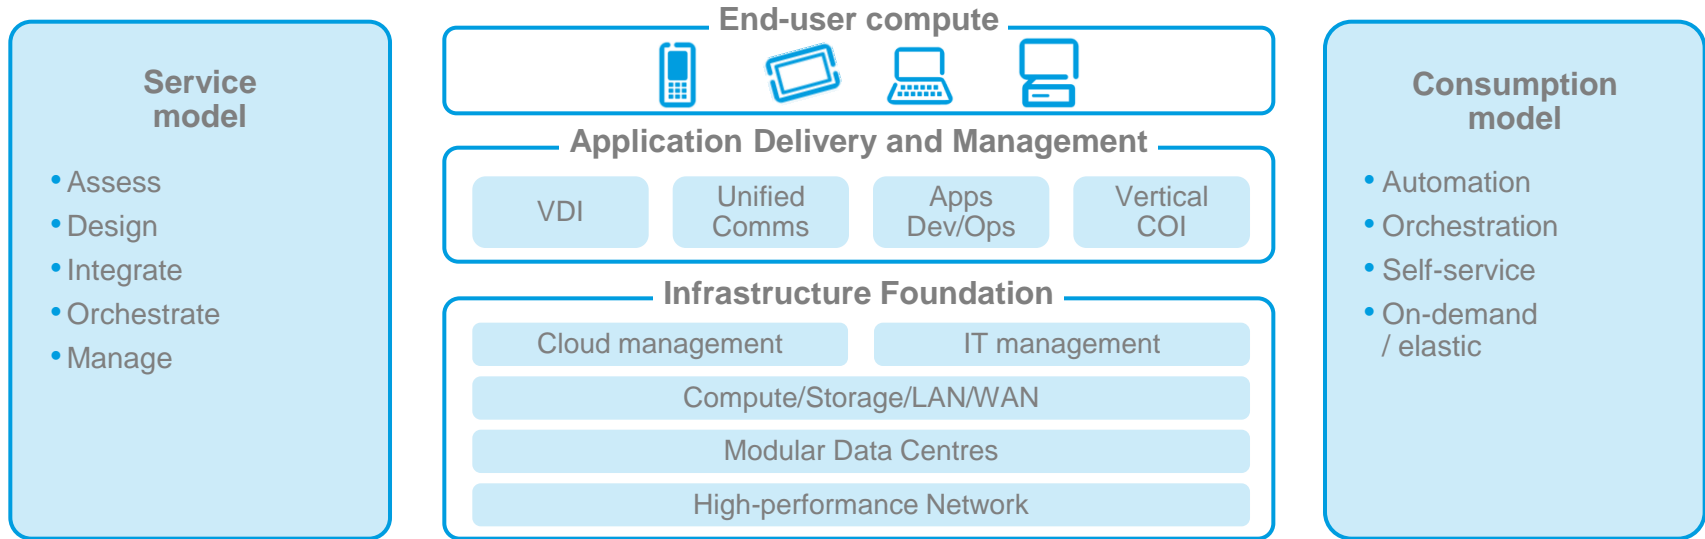 Service
model
• Assess
• Design
• Integrate
• Orchestrate
• Manage
End-user compute
Application Delivery and Management
VDI
Unified
Comms
Apps
Dev/Ops
Vertical
COI
Infrastructure Foundation
Cloud management
IT management
Compute/Storage/LAN/WAN
Modular Data Centres
High-performance Network
Consumption
model
• Automation
• Orchestration
• Self-service
• On-demand
/ elastic